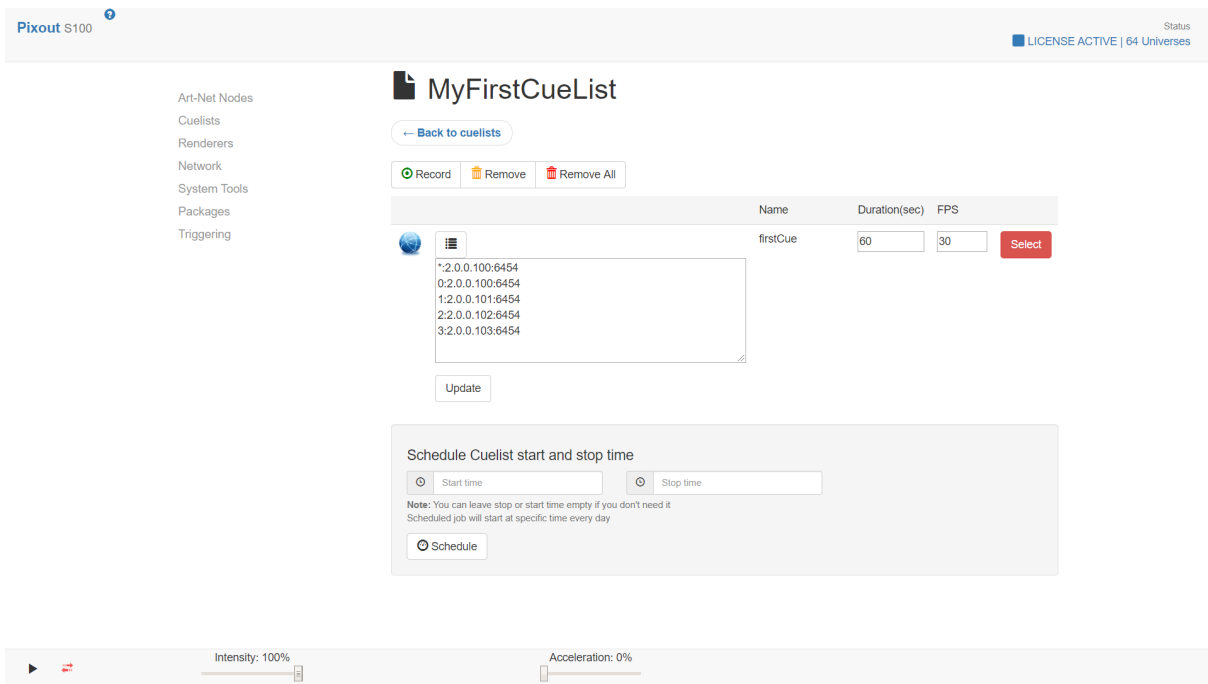 Pixout S100
Status
LICENSE ACTIVE | 64 Universes
Art-Net Nodes
Cuelists
Renderers
Network
System Tools
Packages
Triggering
MyFirstCueList
← Back to cuelists
Record Remove Remove All
Name Duration(sec) FPS
firstCue 60 30 Select
*:2.0.0.100:6454
0:2.0.0.100:6454
1:2.0.0.101:6454
2:2.0.0.102:6454
3:2.0.0.103:6454
Update
Schedule Cuelist start and stop time
Start time Stop time
Note: You can leave stop or start time empty if you don't need it
Scheduled job will start at specific time every day
Schedule
Intensity: 100% Acceleration: 0%